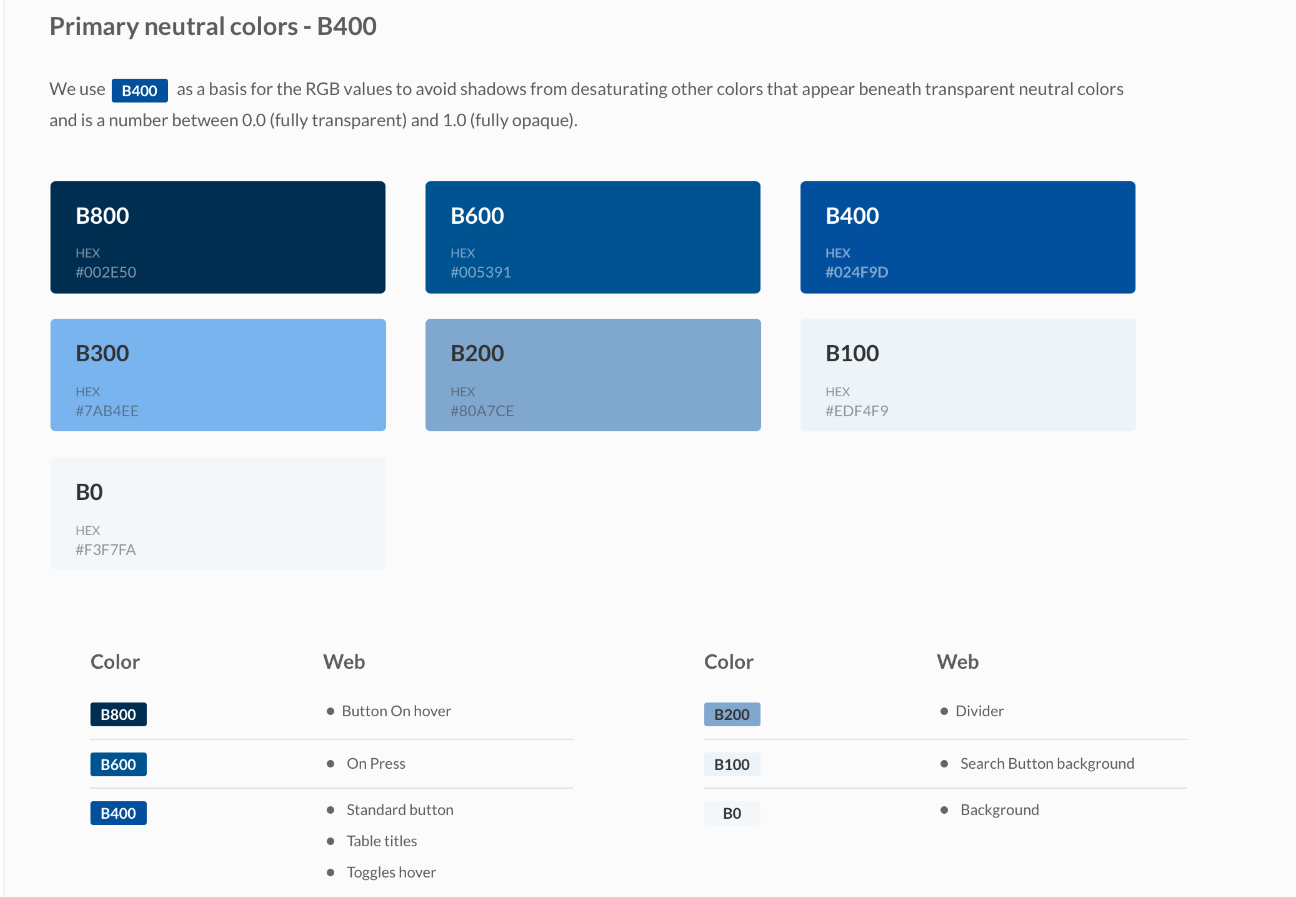 Primary neutral colors - B400
We use B400 as a basis for the RGB values to avoid shadows from desaturating other colors that appear beneath transparent neutral colors
and is a number between 0.0 (fully transparent) and 1.0 (fully opaque).
B800
HEX
#002E50
B600
HEX
#005391
B400
HEX
#024F9D
B300
HEX
#7AB4EE
B200
HEX
#80A7CE
B100
HEX
#EDF4F9
B0
HEX
#F3F7FA
Color Web
B800 • Button On hover
B600 • On Press
B400 • Standard button
• Table titles
• Toggles hover
Color Web
B200 • Divider
B100 • Search Button background
B0 • Background